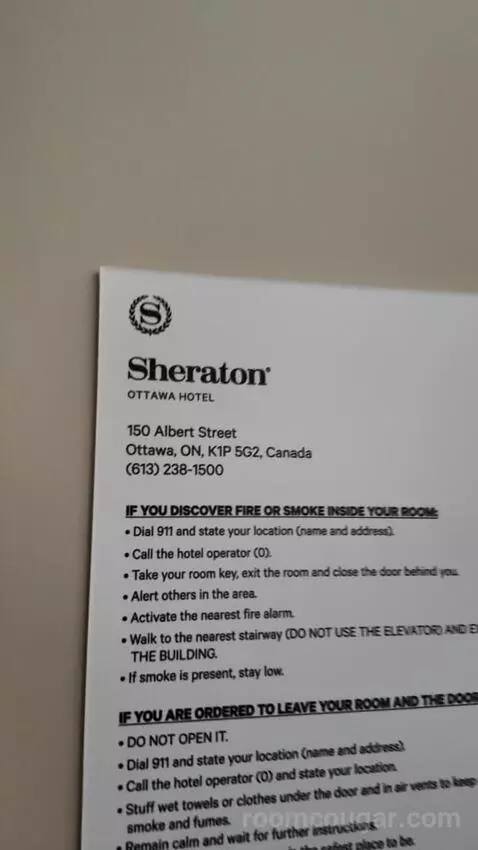 S
Sheraton®
OTTAWA HOTEL
150 Albert Street
Ottawa, ON, K1P 5G2, Canada
(613) 238-1500
IF YOU DISCOVER FIRE OR SMOKE INSIDE YOUR ROOM:
• Dial 911 and state your location (name and address).
• Call the hotel operator (0).
• Take your room key, exit the room and close the door behind you.
• Alert others in the area.
• Activate the nearest fire alarm.
• Walk to the nearest stairway (DO NOT USE THE ELEVATOR) AND
THE BUILDING.
• If smoke is present, stay low.
IF YOU ARE ORDERED TO LEAVE YOUR ROOM AND THE DOOR
• DO NOT OPEN IT.
• Dial 911 and state your location (name and address).
• Call the hotel operator (0) and state your location.
• Stuff wet towels or clothes under the door and in air vents to keep
smoke and fumes.
• Remain calm and wait for further instructions.
the safest place to be.
roomcougar.com